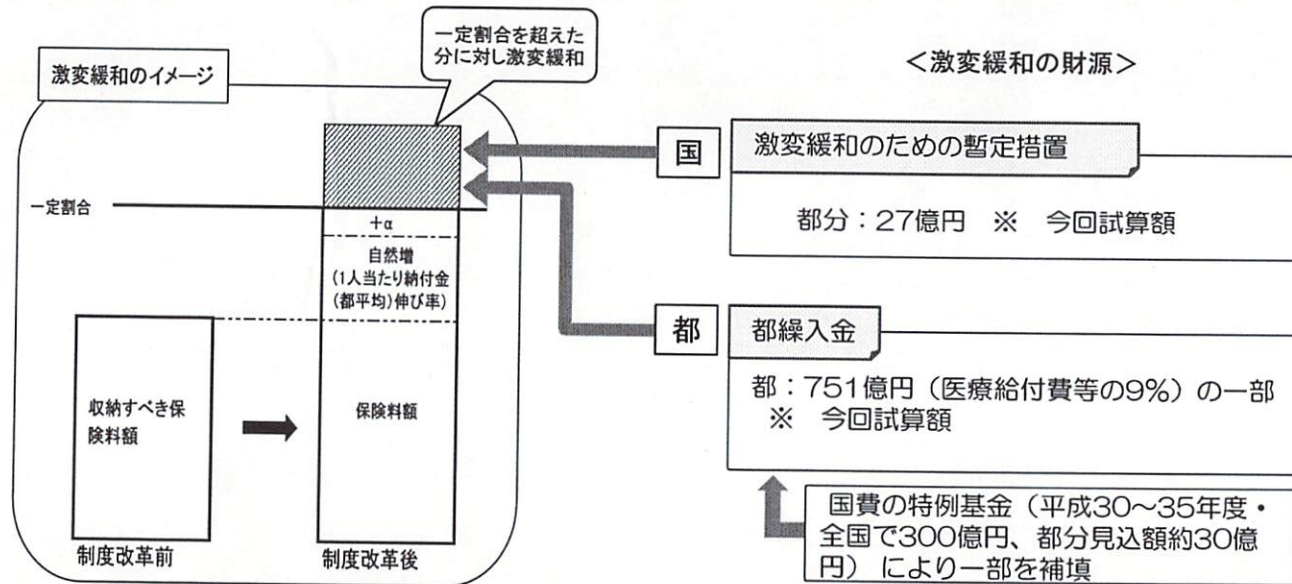 激変緩和のイメージ
一定割合を超えた
分に対し激変緩和
一定割合
+α
自然増
(1人当たり納付金
(都平均)伸び率)
収納すべき保
険料額
保険料額
制度改革前
制度改革後
<激変緩和の財源>
国
激変緩和のための暫定措置
都分:27億円 ※ 今回試算額
都
都繰入金
都:751億円(医療給付費等の9%)の一部
※ 今回試算額
国費の特例基金(平成30~35年度・
全国で300億円、都分見込額約30億
円) により一部を補填